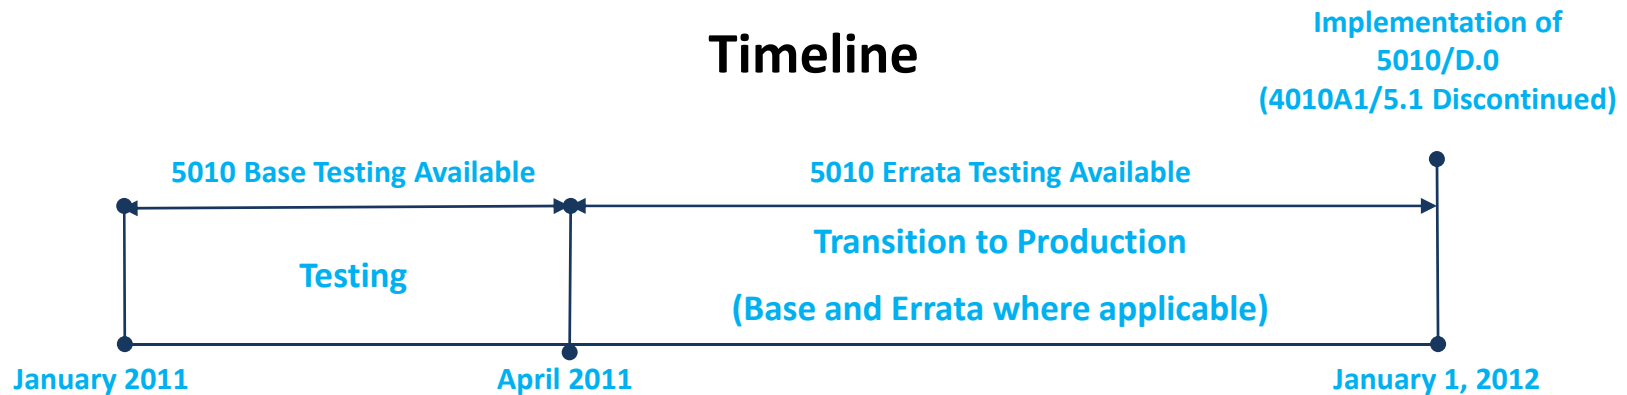 Timeline
Implementation of
5010/D.0
(4010A1/5.1 Discontinued)
5010 Base Testing Available
5010 Errata Testing Available
Testing
Transition to Production
(Base and Errata where applicable)
January 2011
April 2011
January 1, 2012